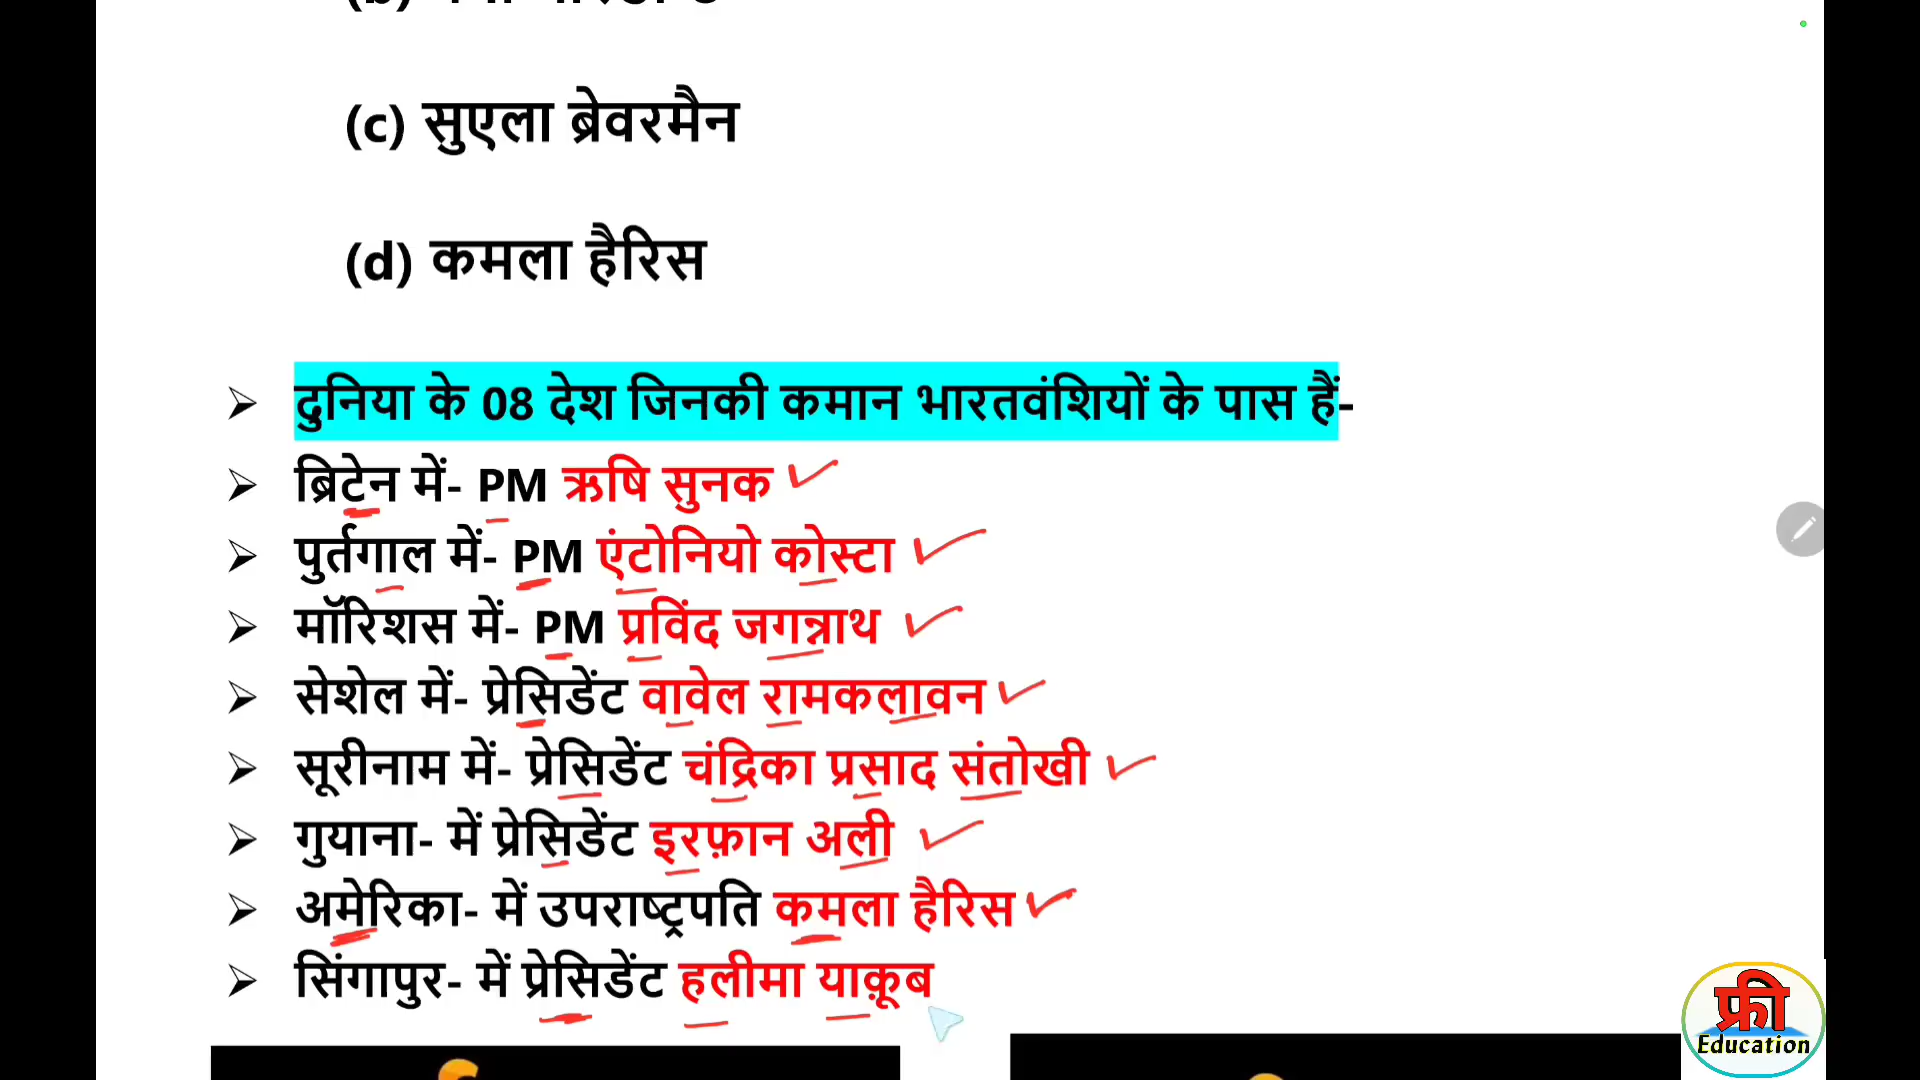 (c) सुएला ब्रेवरमैन
(d) कमला हैरिस
➢ दुनिया के 08 देश जिनकी कमान भारतवंशियों के पास हैं-
➢ ब्रिटेन में- PM ऋषि सुनक
➢ पुर्तगाल में- PM एंटोनियो कोस्टा
➢ मॉरिशस में- PM प्रविंद जगन्नाथ
➢ सेशेल में- प्रेसिडेंट वावेल रामकलावन
➢ सूरीनाम में- प्रेसिडेंट चंद्रिका प्रसाद संतोखी
➢ गुयाना- में प्रेसिडेंट इरफ़ान अली
➢ अमेरिका- में उपराष्ट्रपति कमला हैरिस
➢ सिंगापुर- में प्रेसिडेंट हलीमा याक़ूब
फ्री
Education